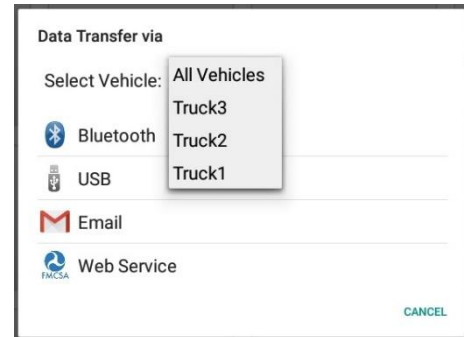 Data Transfer via
Select Vehicle:
All Vehicles
Truck3
Truck2
Truck1
Bluetooth
USB
Email
FMCSA
Web Service
CANCEL